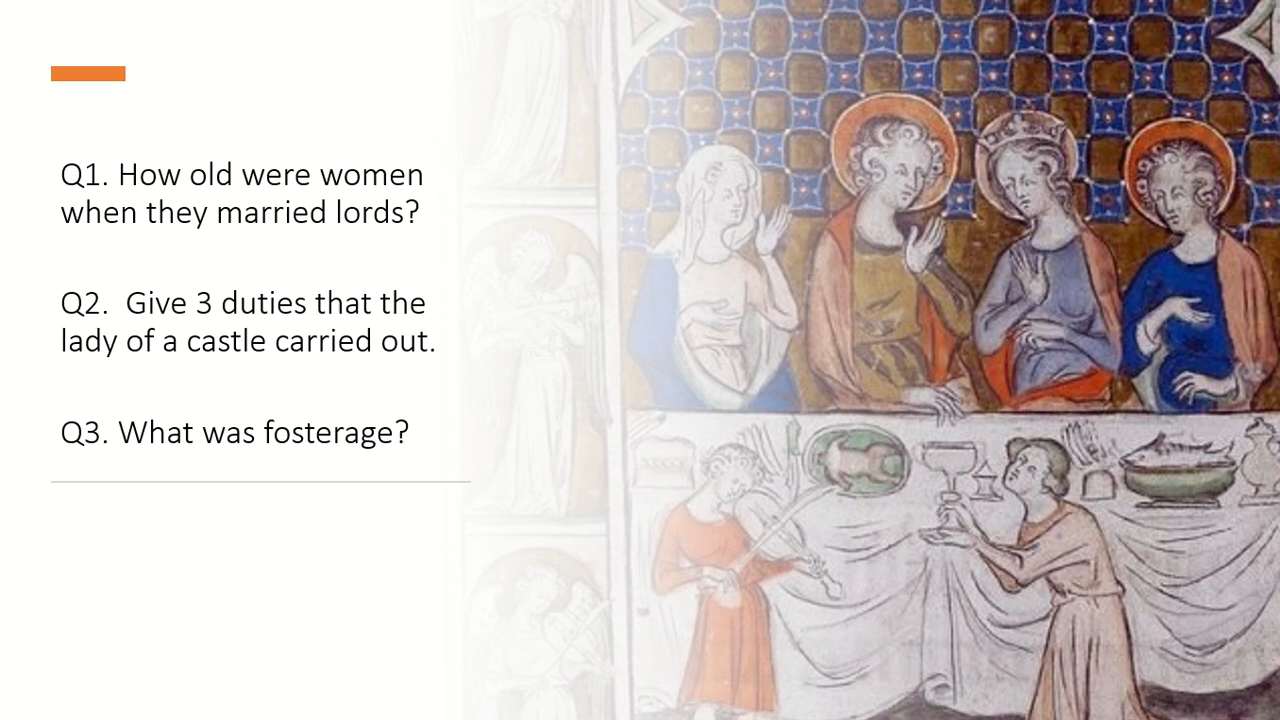 Q1. How old were women
when they married lords?
Q2.  Give 3 duties that the
lady of a castle carried out.
Q3. What was fosterage?